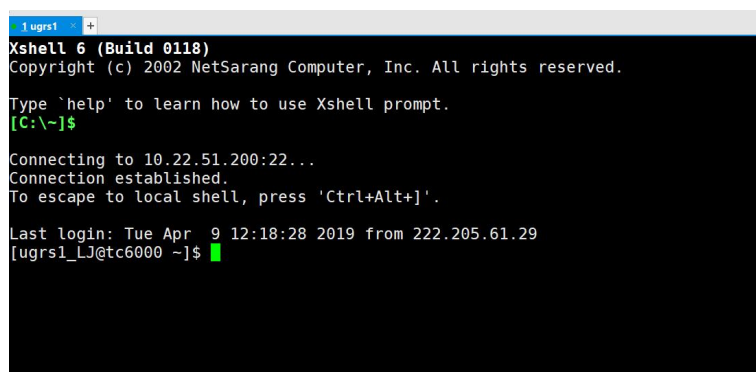 1 ugrs1 × +
Xshell 6 (Build 0118)
Copyright (c) 2002 NetSarang Computer, Inc. All rights reserved.
Type `help' to learn how to use Xshell prompt.
[C:\~]$
Connecting to 10.22.51.200:22...
Connection established.
To escape to local shell, press 'Ctrl+Alt+]'.
Last login: Tue Apr  9 12:18:28 2019 from 222.205.61.29
[ugrs1_LJ@tc6000 ~]$